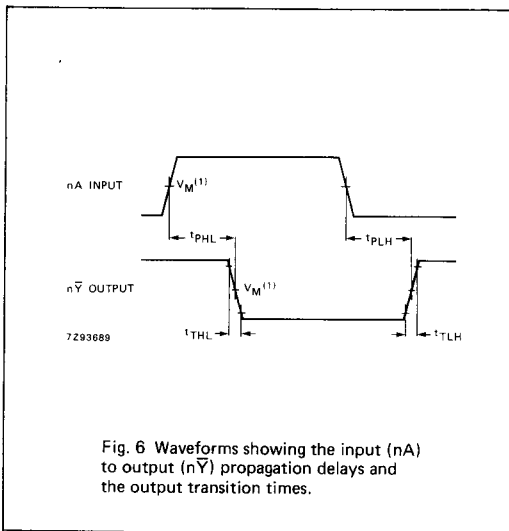 nA INPUT
VM(1)
tPHL
tPLH
nY̅ OUTPUT
VM(1)
7Z93689
tTHL
tTLH
Fig. 6 Waveforms showing the input (nA)
to output (nY̅) propagation delays and
the output transition times.